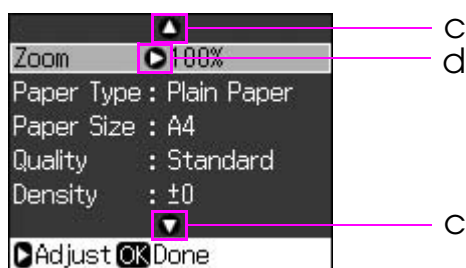 C
Zoom 100% d
Paper Type : Plain Paper
Paper Size : A4
Quality : Standard
Density : ±0
C
Adjust OK Done